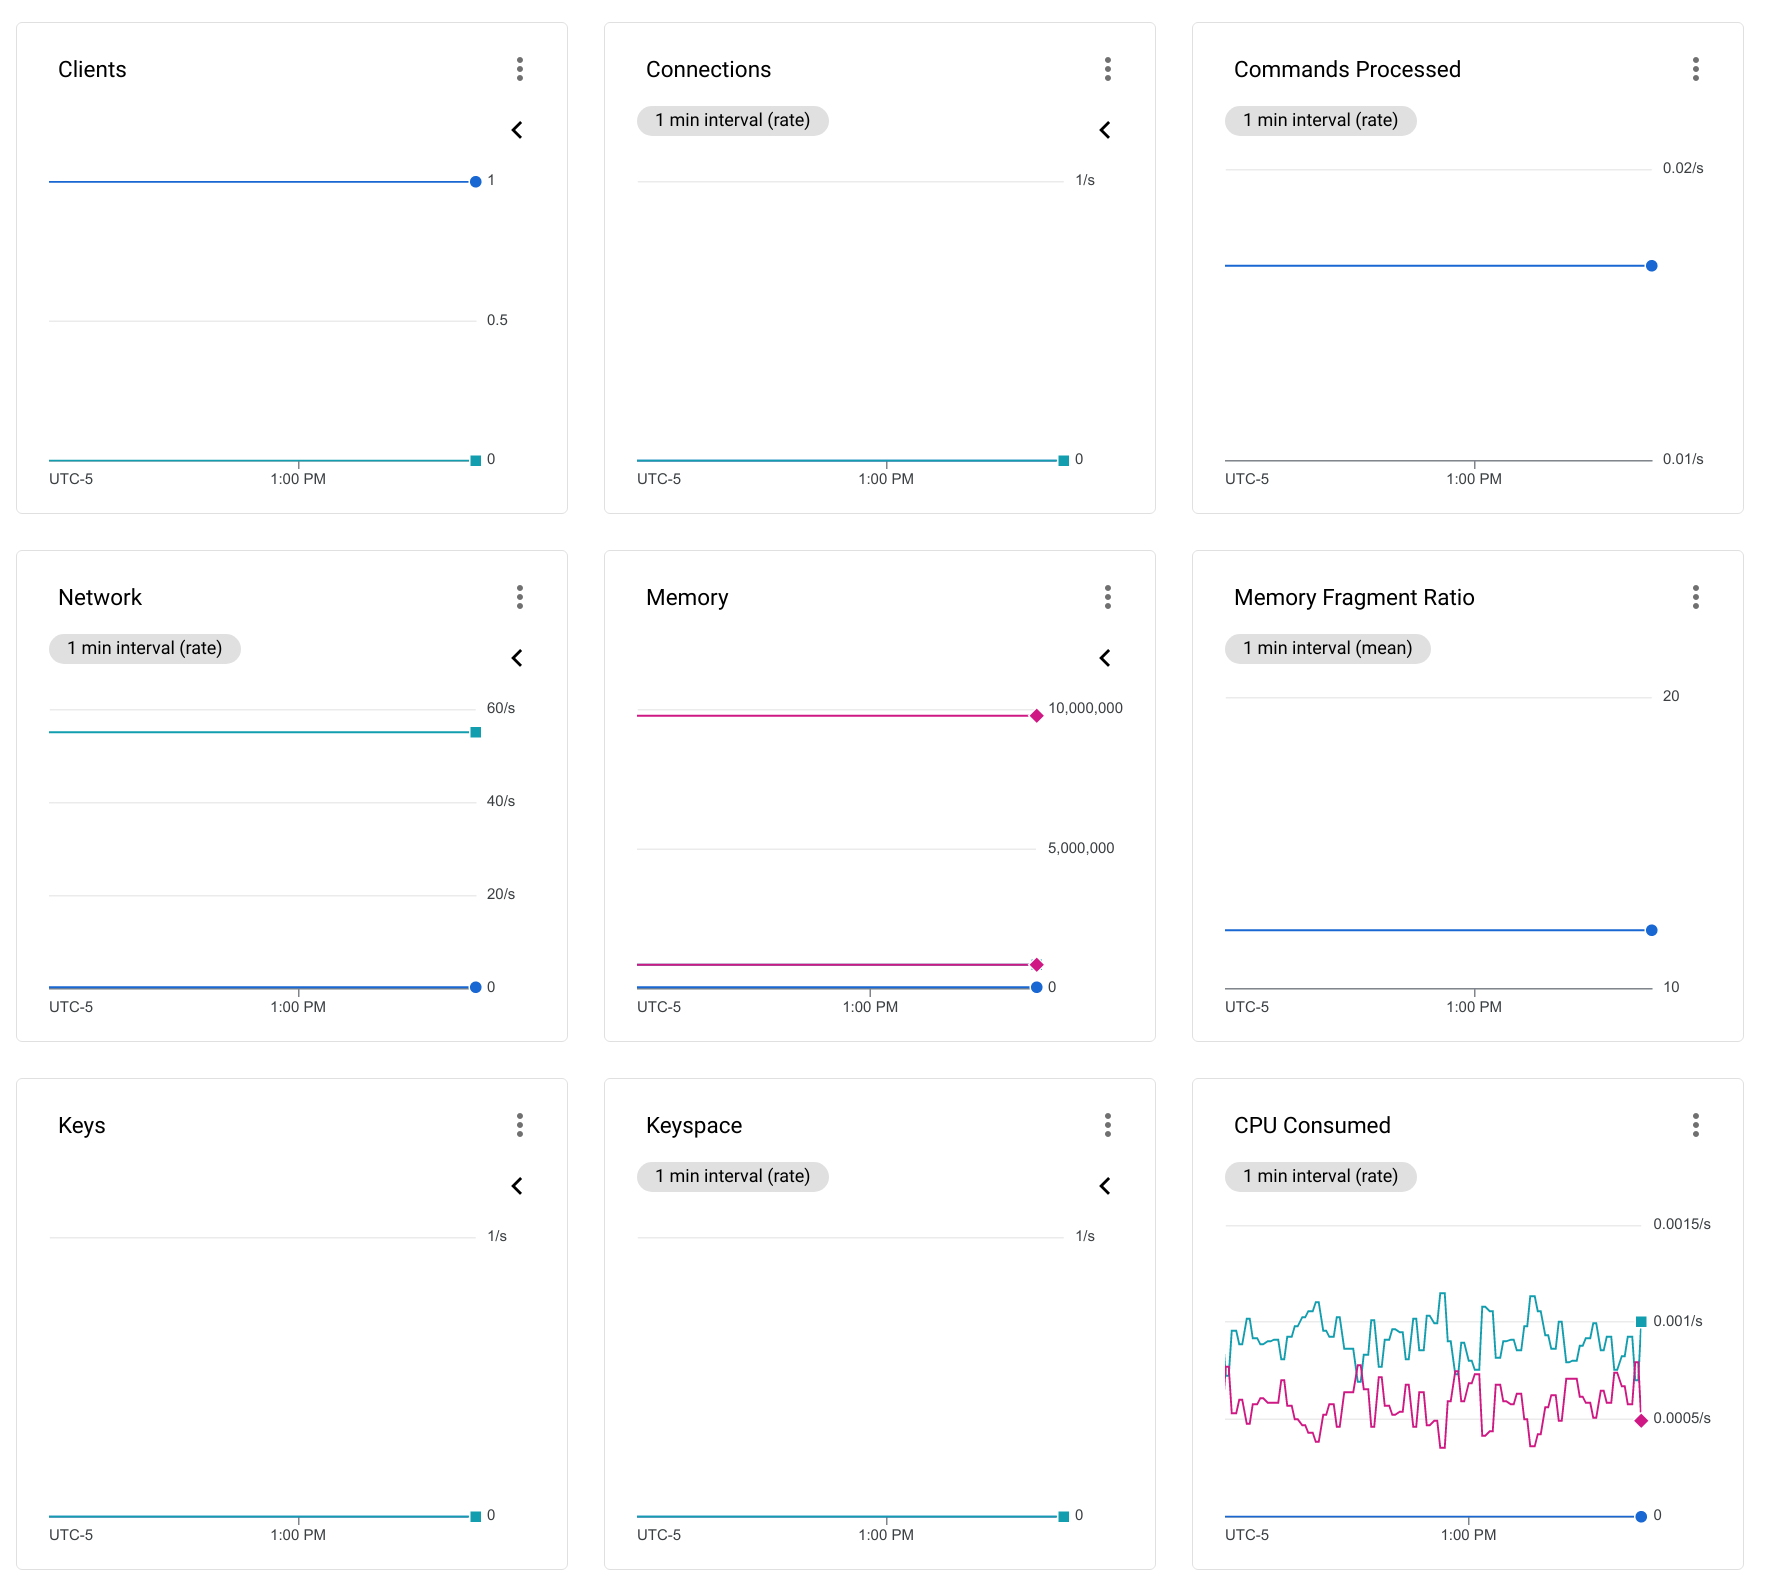 Clients
1
0.5
0
UTC-5
1:00 PM
Connections
1 min interval (rate)
1/s
0
UTC-5
1:00 PM
Commands Processed
1 min interval (rate)
0.02/s
0.01/s
UTC-5
1:00 PM
Network
1 min interval (rate)
60/s
40/s
20/s
0
UTC-5
1:00 PM
Memory
10,000,000
5,000,000
0
UTC-5
1:00 PM
Memory Fragment Ratio
1 min interval (mean)
20
10
UTC-5
1:00 PM
Keys
1/s
0
UTC-5
1:00 PM
Keyspace
1 min interval (rate)
1/s
0
UTC-5
1:00 PM
CPU Consumed
1 min interval (rate)
0.0015/s
0.001/s
0.0005/s
0
UTC-5
1:00 PM